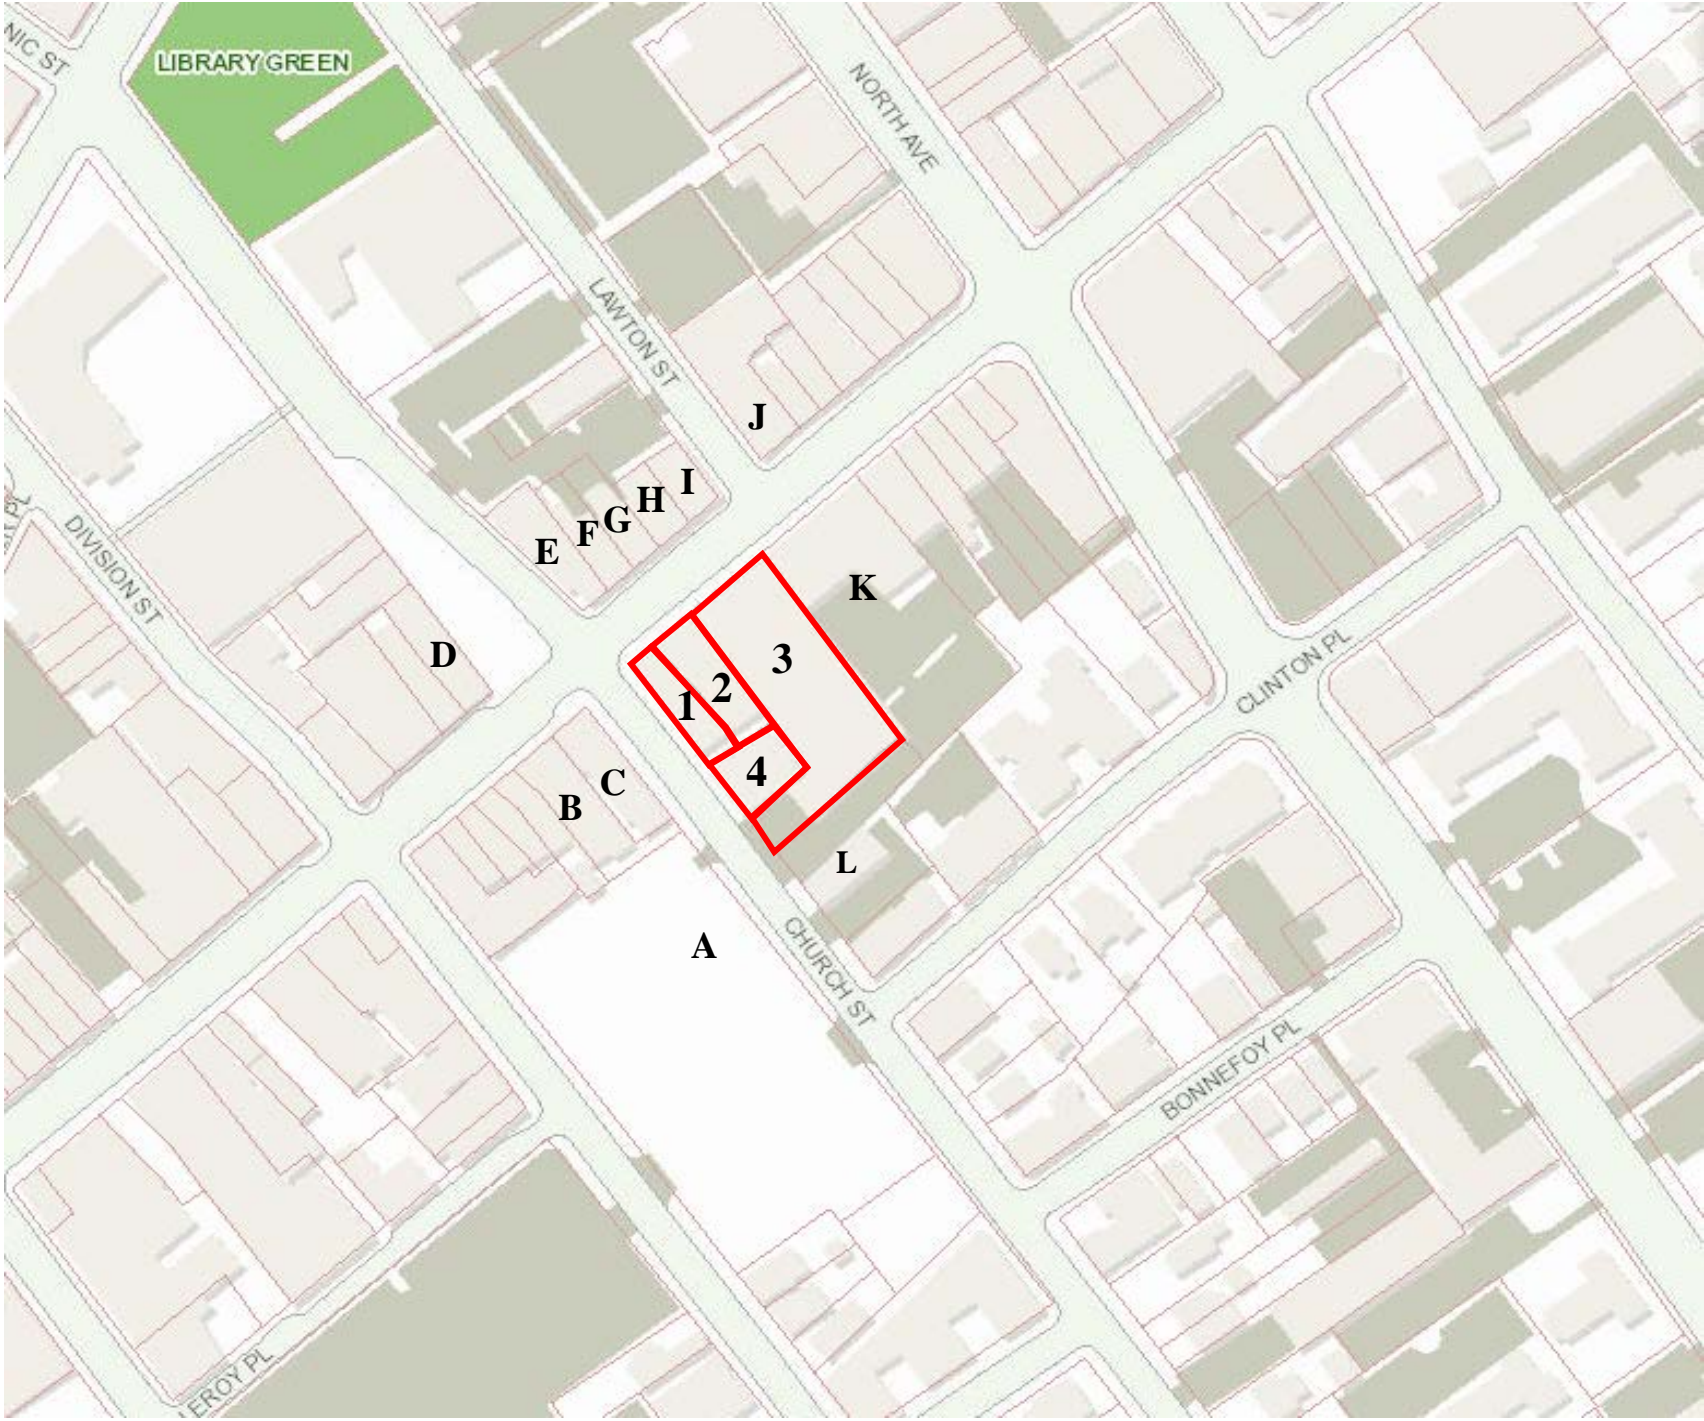 NIC ST
LIBRARY GREEN
NORTH AVE
LAWTON ST
J
I
H
G
F
E
K
DIVISION ST
D
3
2
1
CLINTON PL
4
C
B
L
A
CHURCH ST
BONNEFOY PL
LEROY PL